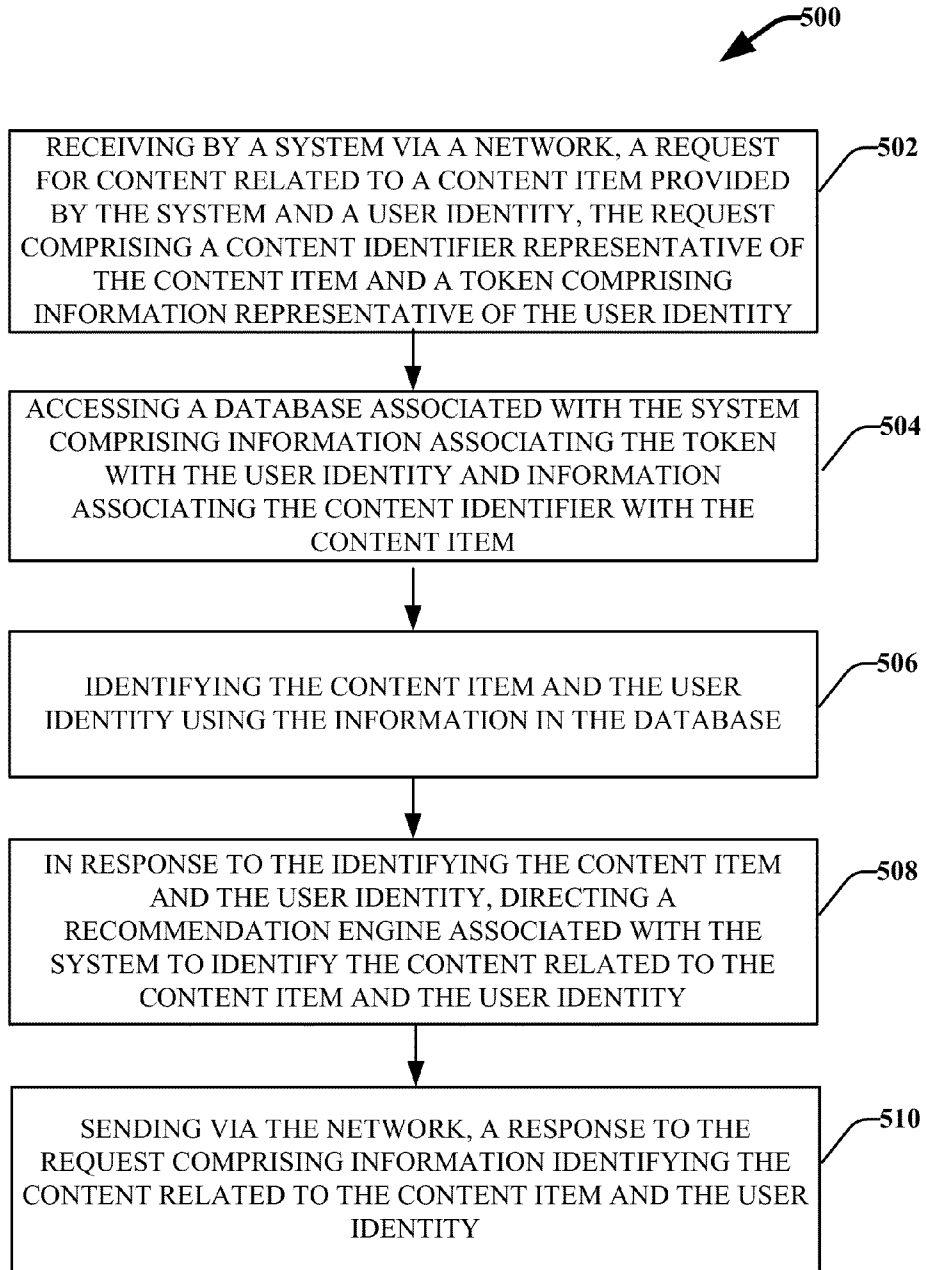 500
RECEIVING BY A SYSTEM VIA A NETWORK, A REQUEST
FOR CONTENT RELATED TO A CONTENT ITEM PROVIDED
BY THE SYSTEM AND A USER IDENTITY, THE REQUEST
COMPRISING A CONTENT IDENTIFIER REPRESENTATIVE OF
THE CONTENT ITEM AND A TOKEN COMPRISING
INFORMATION REPRESENTATIVE OF THE USER IDENTITY
502
ACCESSING A DATABASE ASSOCIATED WITH THE SYSTEM
COMPRISING INFORMATION ASSOCIATING THE TOKEN
WITH THE USER IDENTITY AND INFORMATION
ASSOCIATING THE CONTENT IDENTIFIER WITH THE
CONTENT ITEM
504
IDENTIFYING THE CONTENT ITEM AND THE USER
IDENTITY USING THE INFORMATION IN THE DATABASE
506
IN RESPONSE TO THE IDENTIFYING THE CONTENT ITEM
AND THE USER IDENTITY, DIRECTING A
RECOMMENDATION ENGINE ASSOCIATED WITH THE
SYSTEM TO IDENTIFY THE CONTENT RELATED TO THE
CONTENT ITEM AND THE USER IDENTITY
508
SENDING VIA THE NETWORK, A RESPONSE TO THE
REQUEST COMPRISING INFORMATION IDENTIFYING THE
CONTENT RELATED TO THE CONTENT ITEM AND THE USER
IDENTITY
510